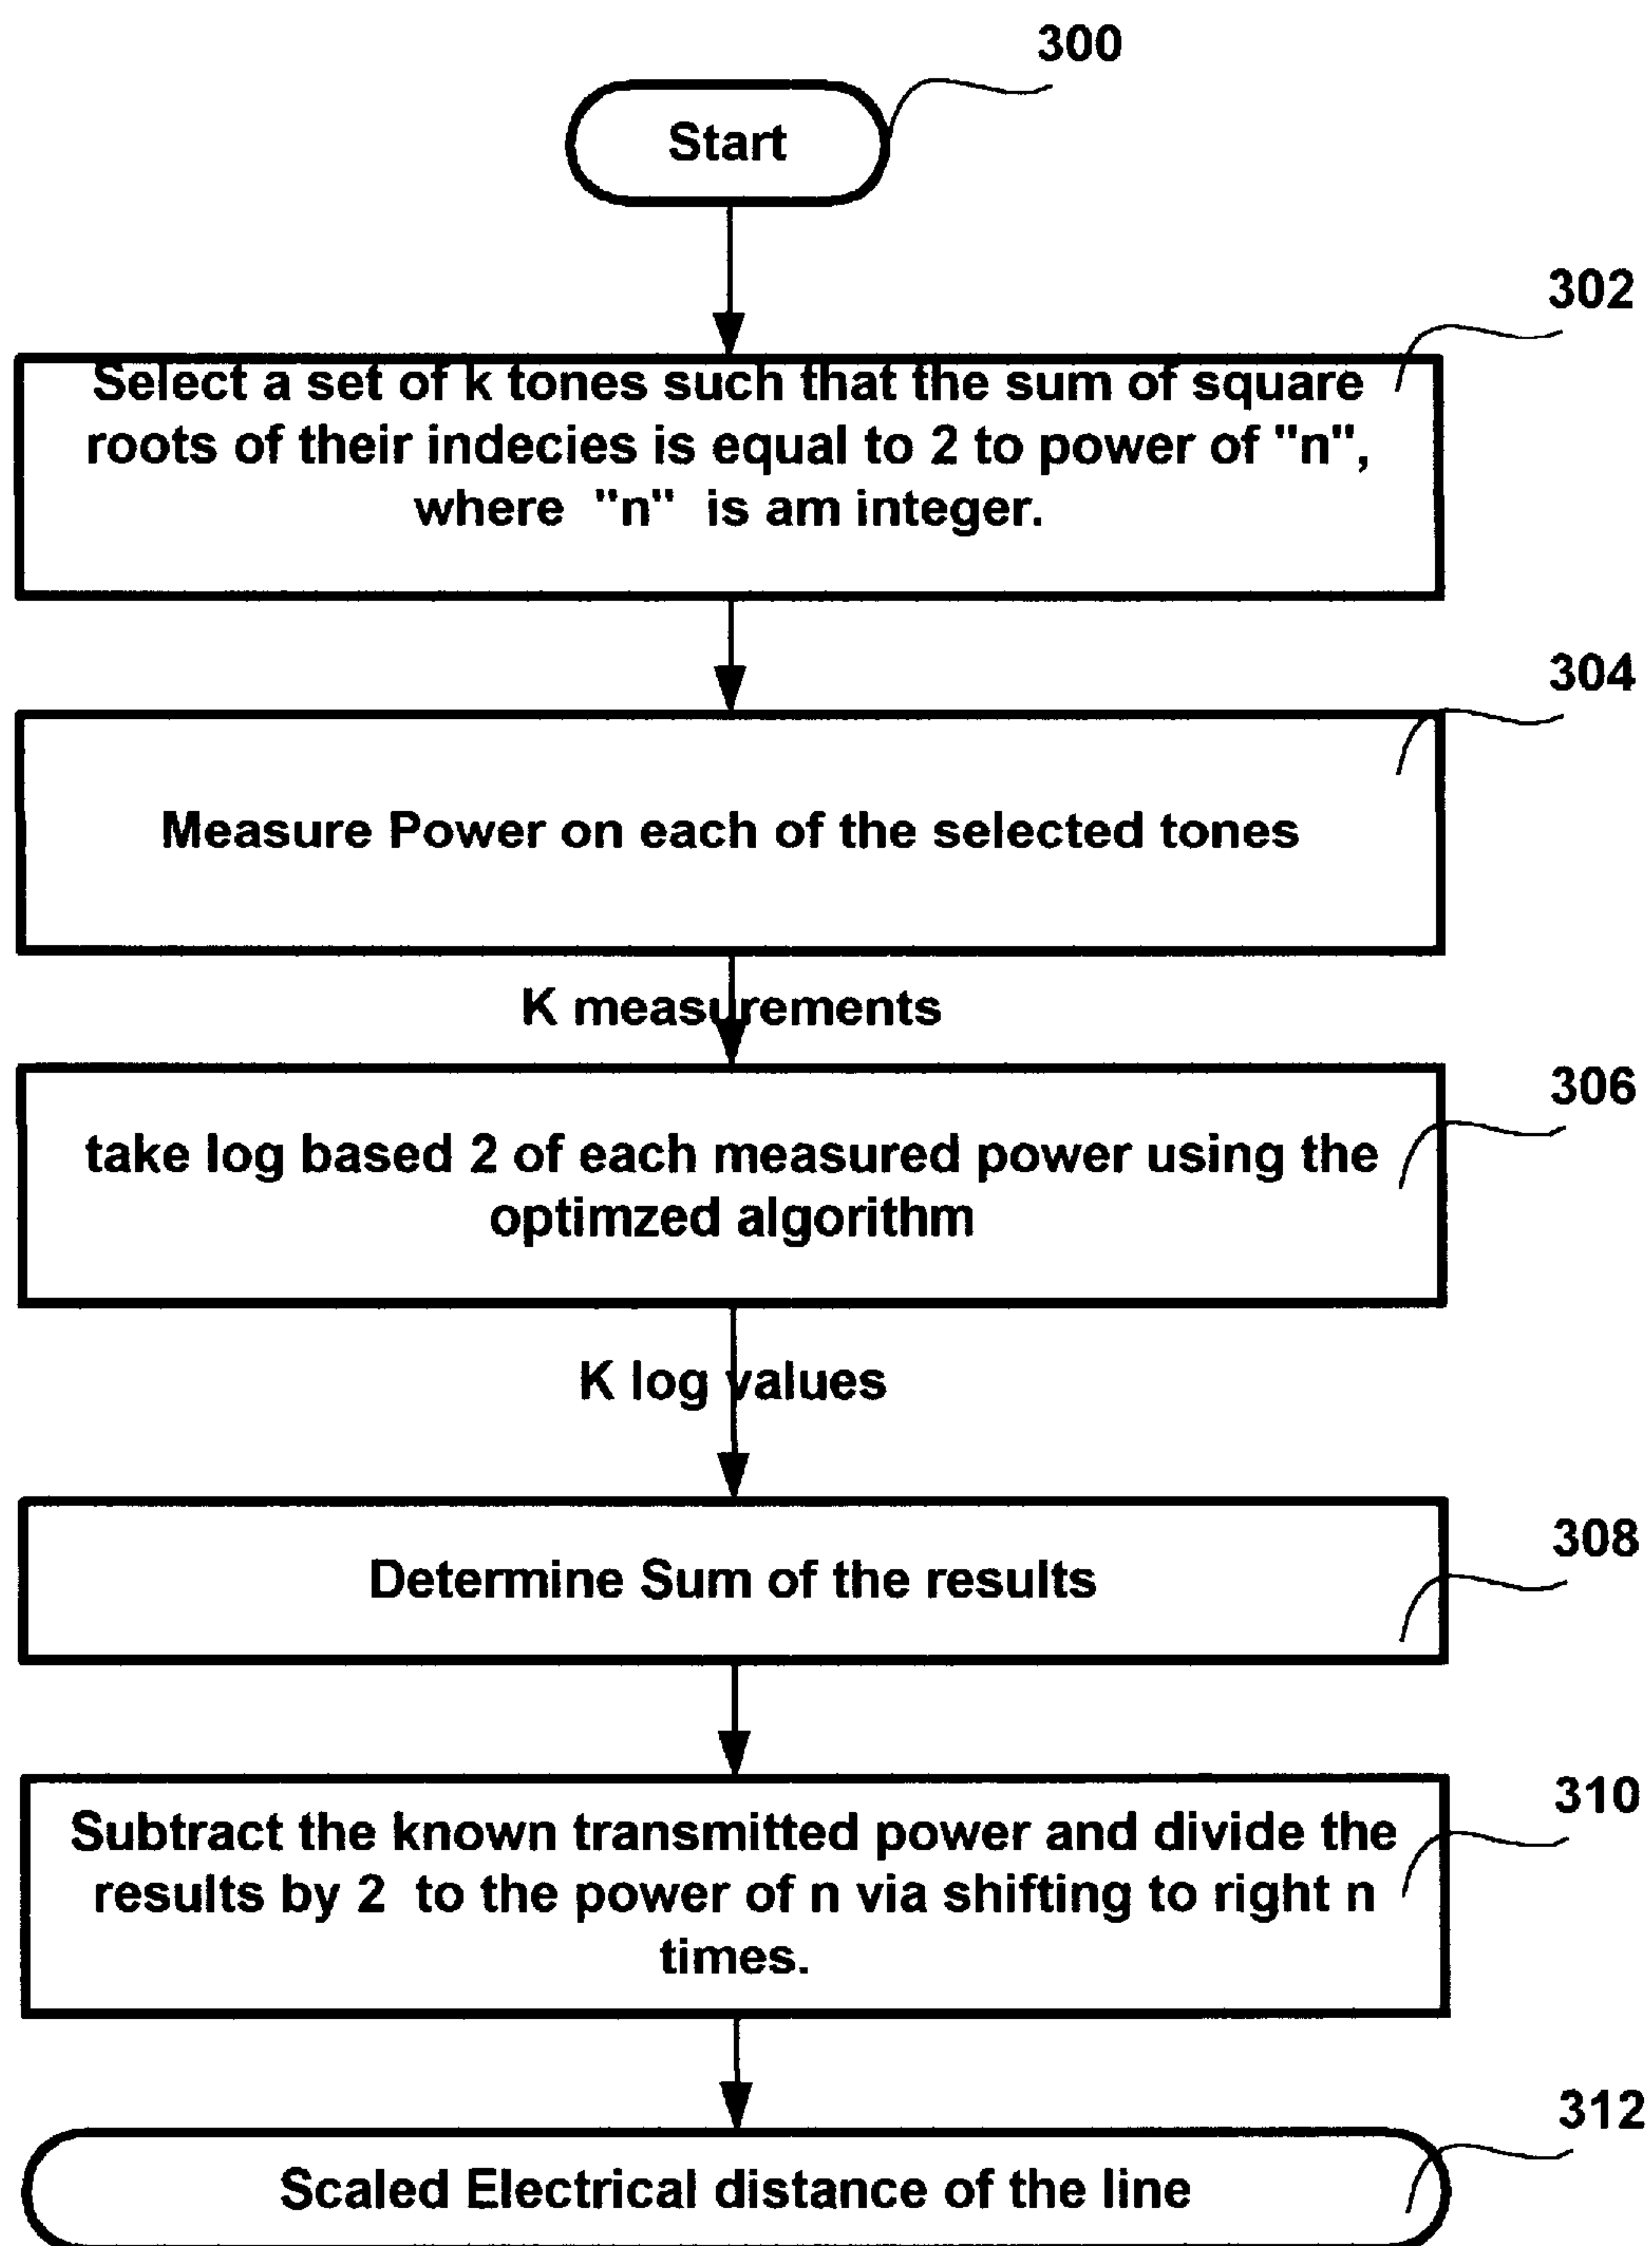 300
Start
302
Select a set of k tones such that the sum of square
roots of their indecies is equal to 2 to power of "n",
where "n" is am integer.
304
Measure Power on each of the selected tones
K measurements
306
take log based 2 of each measured power using the
optimzed algorithm
K log values
308
Determine Sum of the results
310
Subtract the known transmitted power and divide the
results by 2 to the power of n via shifting to right n
times.
312
Scaled Electrical distance of the line